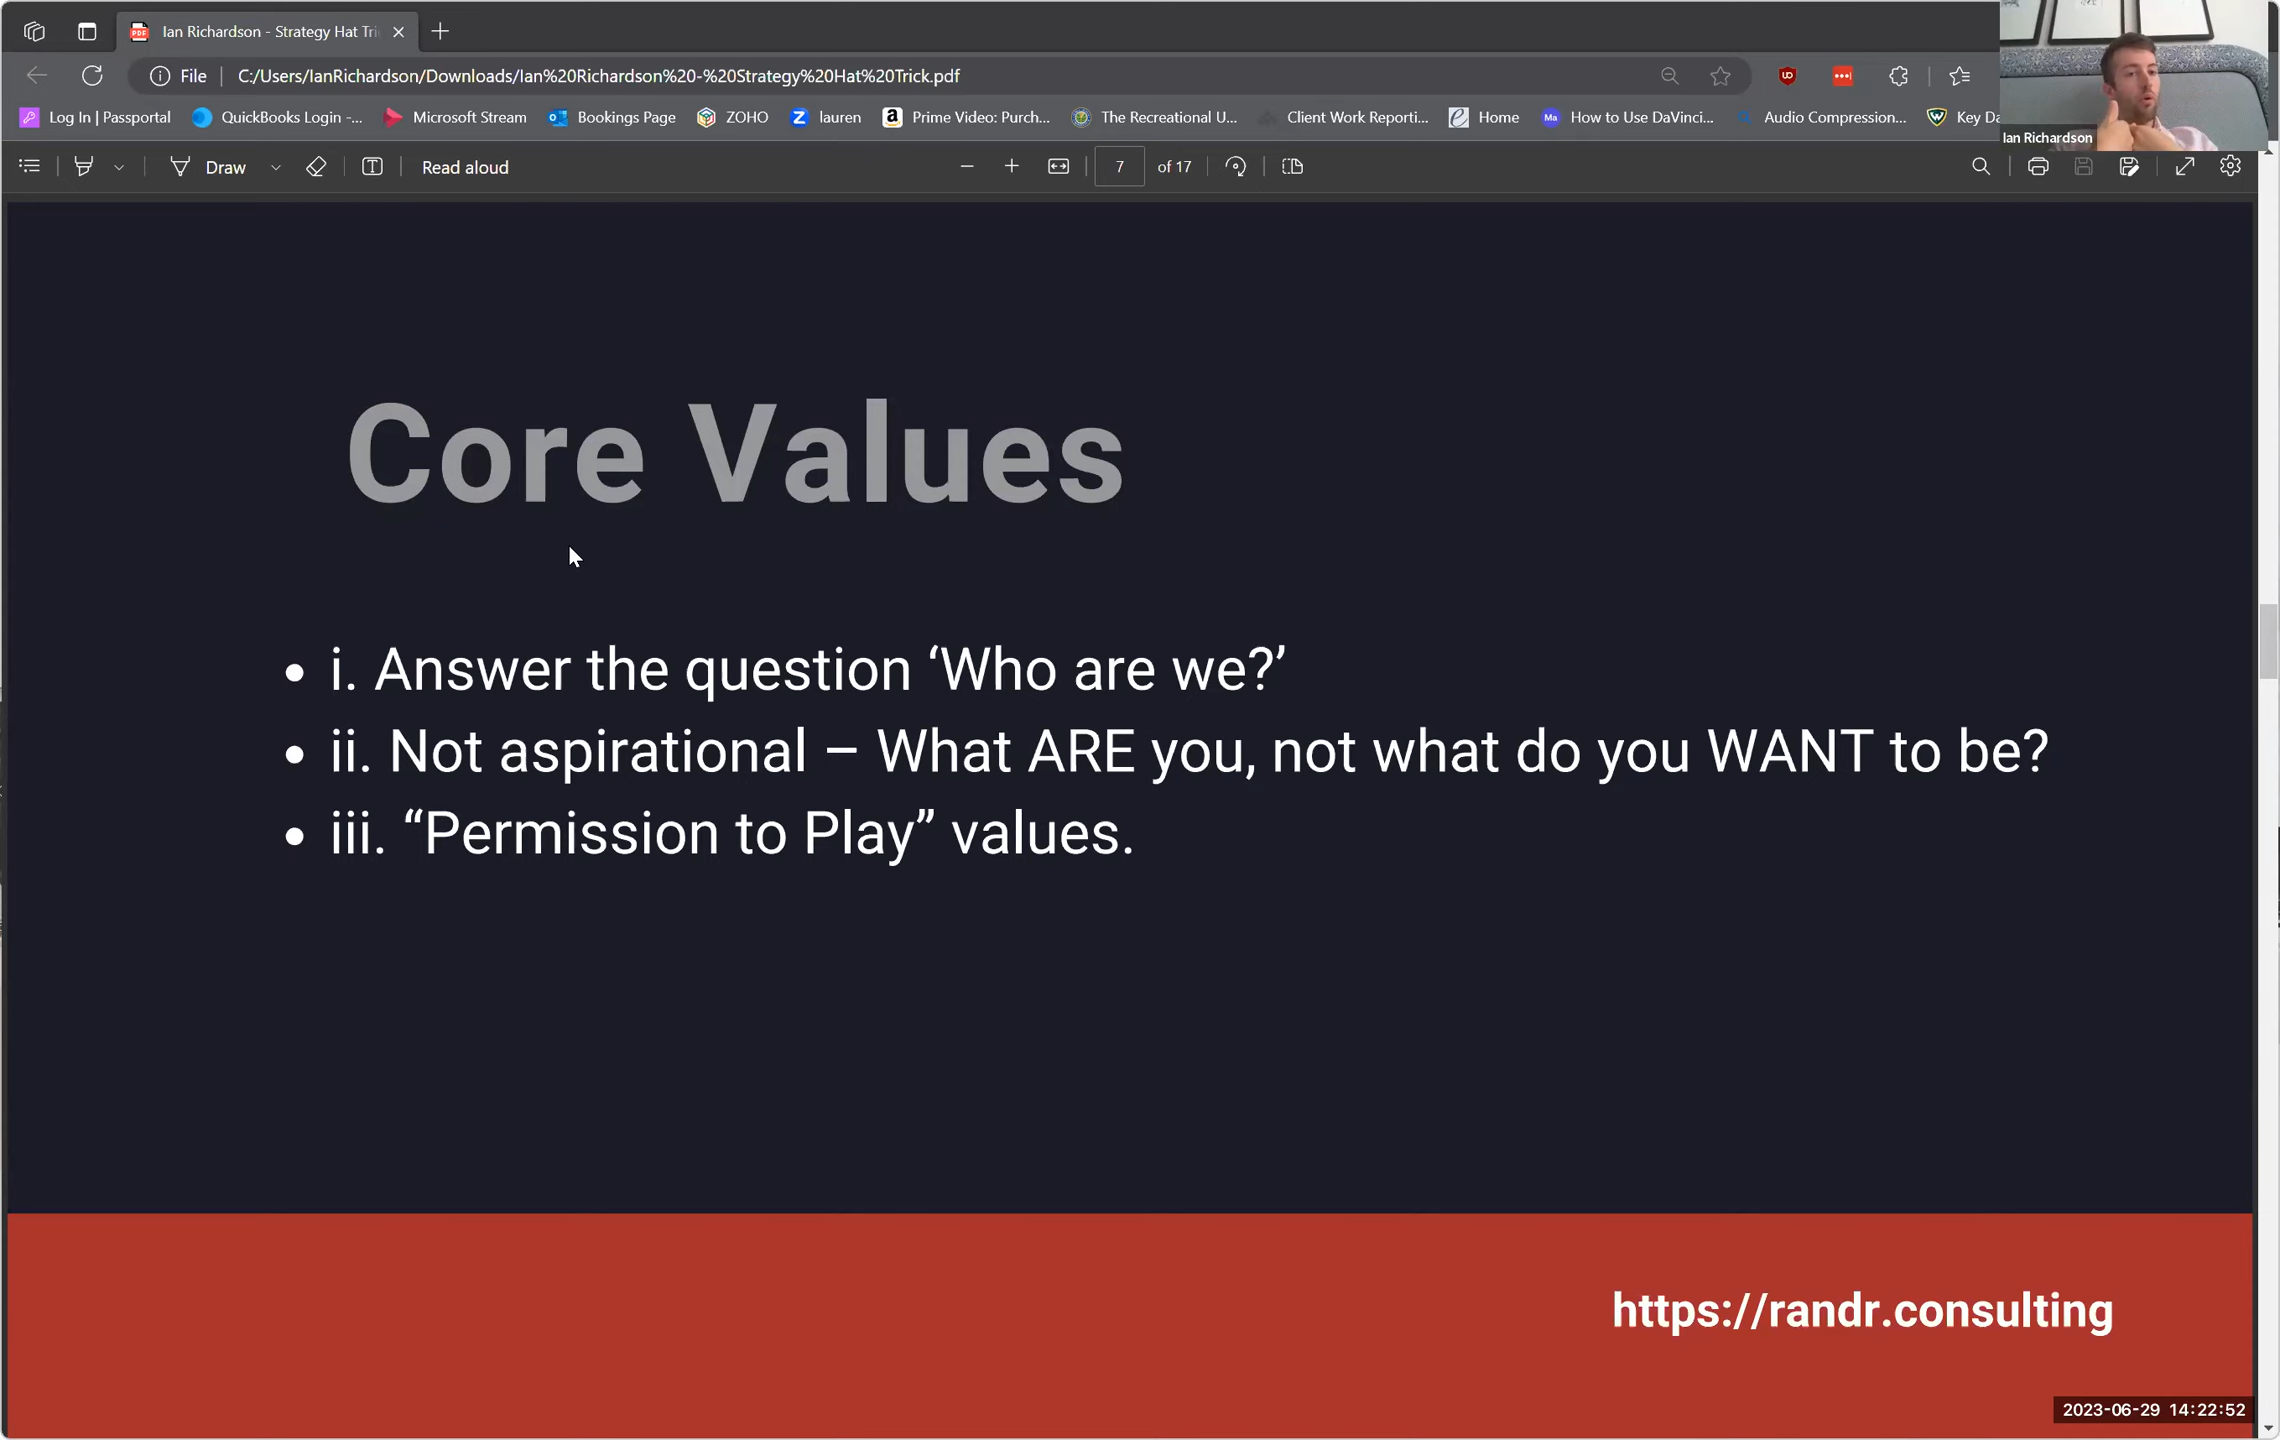 Ian Richardson - Strategy Hat Tri
File
C:/Users/IanRichardson/Downloads/Ian%20Richardson%20-%20Strategy%20Hat%20Trick.pdf
Log In | Passportal
QuickBooks Login -...
Microsoft Stream
Bookings Page
ZOHO
lauren
Prime Video: Purch...
The Recreational U...
Client Work Reporti...
Home
How to Use DaVinci...
Audio Compression...
Key Da
Ian Richardson
Draw
Read aloud
7 of 17
Core Values
• i. Answer the question ‘Who are we?’
• ii. Not aspirational – What ARE you, not what do you WANT to be?
• iii. “Permission to Play” values.
https://randr.consulting
2023-06-29 14:22:52